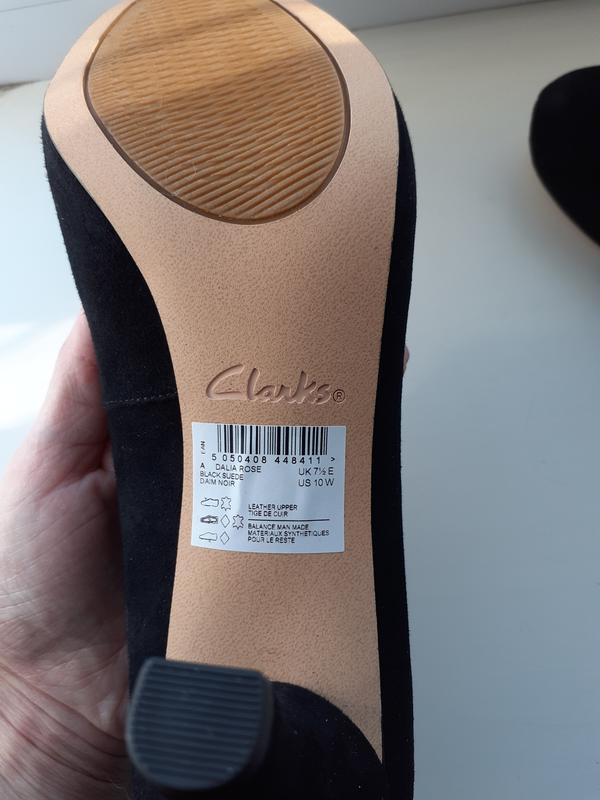 Clarks®
EAN
5 050408 448411 >
A DALIA ROSE UK 7½ E
BLACK SUEDE US 10 W
DAIM NOIR
LEATHER UPPER
TIGE DE CUIR
BALANCE MAN MADE
MATERIAUX SYNTHETIQUES
POUR LE RESTE